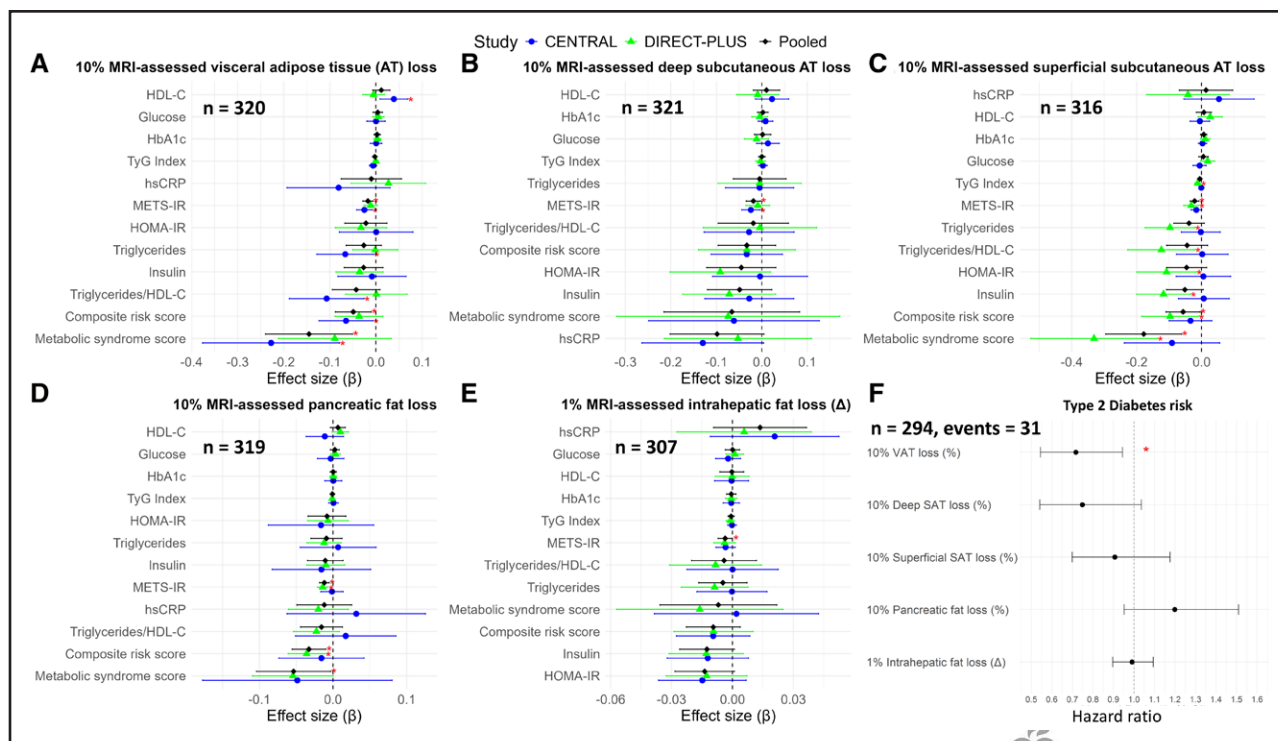 Study CENTRAL DIRECT-PLUS Pooled
A 10% MRI-assessed visceral adipose tissue (AT) loss
n = 320
HDL-C
Glucose
HbA1c
TyG Index
hsCRP
METS-IR
HOMA-IR
Triglycerides
Insulin
Triglycerides/HDL-C
Composite risk score
Metabolic syndrome score
* * * * * * * *
-0.4 -0.3 -0.2 -0.1 0.0 0.1
Effect size (β)
B 10% MRI-assessed deep subcutaneous AT loss
n = 321
HDL-C
HbA1c
Glucose
TyG Index
Triglycerides
METS-IR
Triglycerides/HDL-C
Composite risk score
HOMA-IR
Insulin
Metabolic syndrome score
hsCRP
* *
-0.2 -0.1 0.0 0.1
Effect size (β)
C 10% MRI-assessed superficial subcutaneous AT loss
n = 316
hsCRP
HDL-C
HbA1c
Glucose
TyG Index
METS-IR
Triglycerides
Triglycerides/HDL-C
HOMA-IR
Insulin
Composite risk score
Metabolic syndrome score
-0.4 -0.2 0.0
Effect size (β)
D 10% MRI-assessed pancreatic fat loss
n = 319
HDL-C
Glucose
HbA1c
TyG Index
HOMA-IR
Triglycerides
Insulin
METS-IR
hsCRP
Triglycerides/HDL-C
Composite risk score
Metabolic syndrome score
-0.1 0.0 0.1
Effect size (β)
E 1% MRI-assessed intrahepatic fat loss (Δ)
n = 307
hsCRP
Glucose
HDL-C
HbA1c
TyG Index
METS-IR *
Triglycerides/HDL-C
Triglycerides
Metabolic syndrome score
Composite risk score
Insulin
HOMA-IR
-0.06 -0.03 0.00 0.03
Effect size (β)
F Type 2 Diabetes risk
n = 294, events = 31
10% VAT loss (%) *
10% Deep SAT loss (%)
10% Superficial SAT loss (%)
10% Pancreatic fat loss (%)
1% Intrahepatic fat loss (Δ)
0.5 0.6 0.7 0.8 0.9 1.0 1.1 1.2 1.3 1.4 1.5 1.6
Hazard ratio